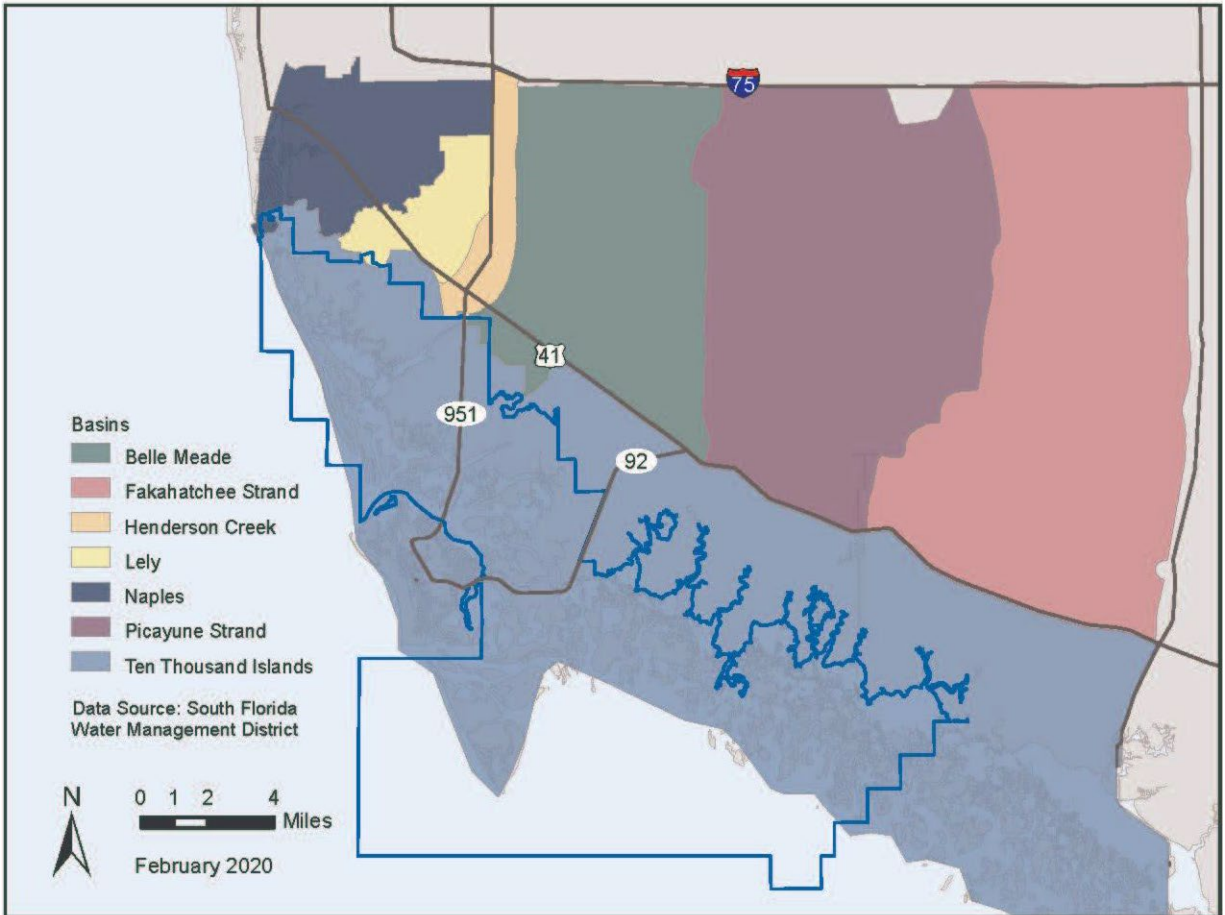 75
41
951
92
Basins
Belle Meade
Fakahatchee Strand
Henderson Creek
Lely
Naples
Picayune Strand
Ten Thousand Islands
Data Source: South Florida
Water Management District
N
0 1 2 4
Miles
February 2020